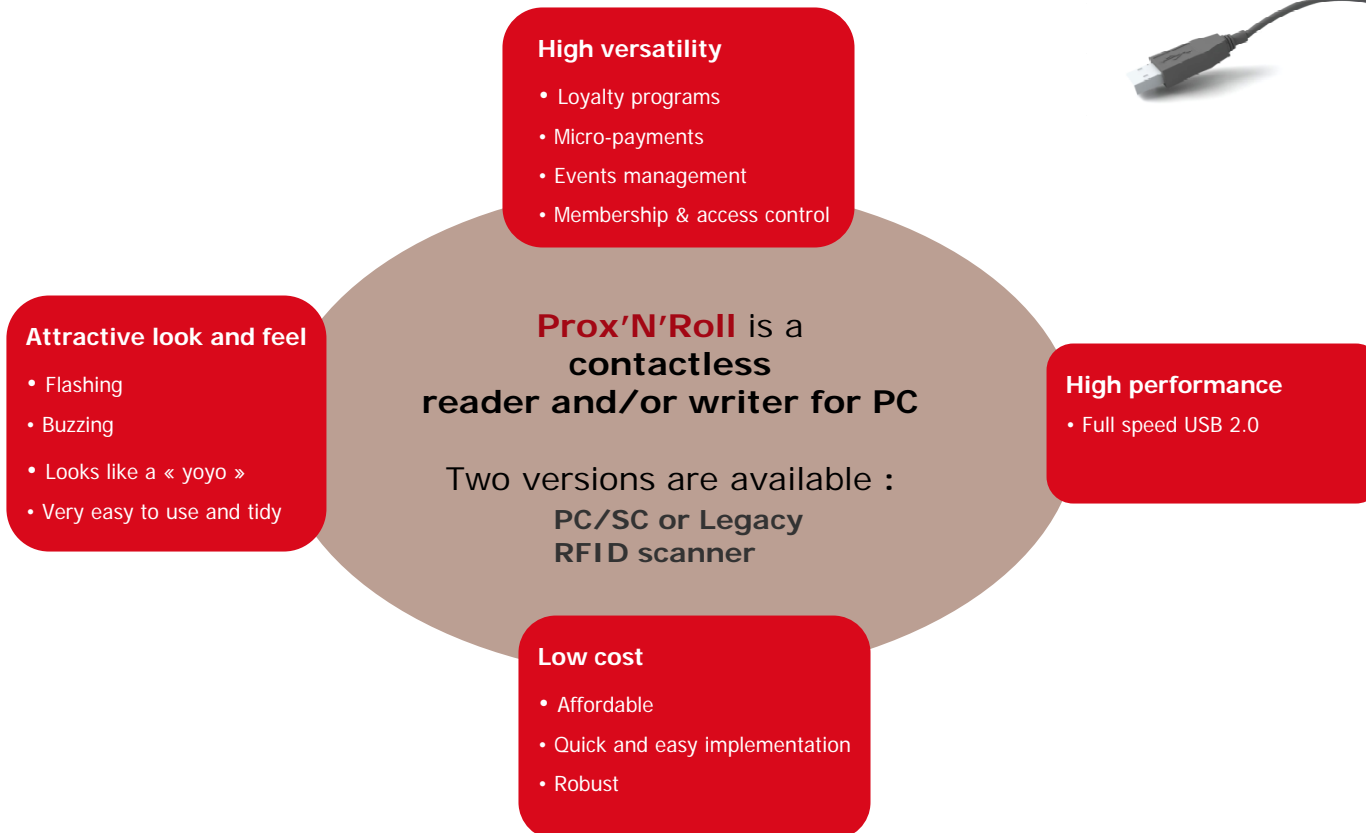 High versatility
• Loyalty programs
• Micro-payments
• Events management
• Membership & access control
Attractive look and feel
• Flashing
• Buzzing
• Looks like a « yoyo »
• Very easy to use and tidy
Prox’N’Roll is a
contactless
reader and/or writer for PC
Two versions are available :
PC/SC or Legacy
RFID scanner
High performance
• Full speed USB 2.0
Low cost
• Affordable
• Quick and easy implementation
• Robust